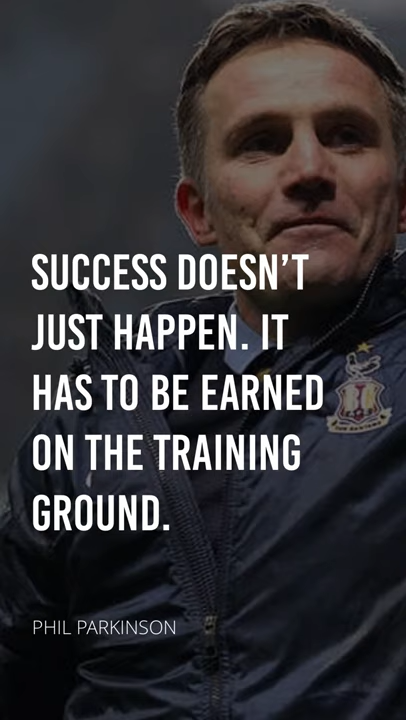 SUCCESS DOESN’T
JUST HAPPEN. IT
HAS TO BE EARNED
ON THE TRAINING
GROUND.
PHIL PARKINSON